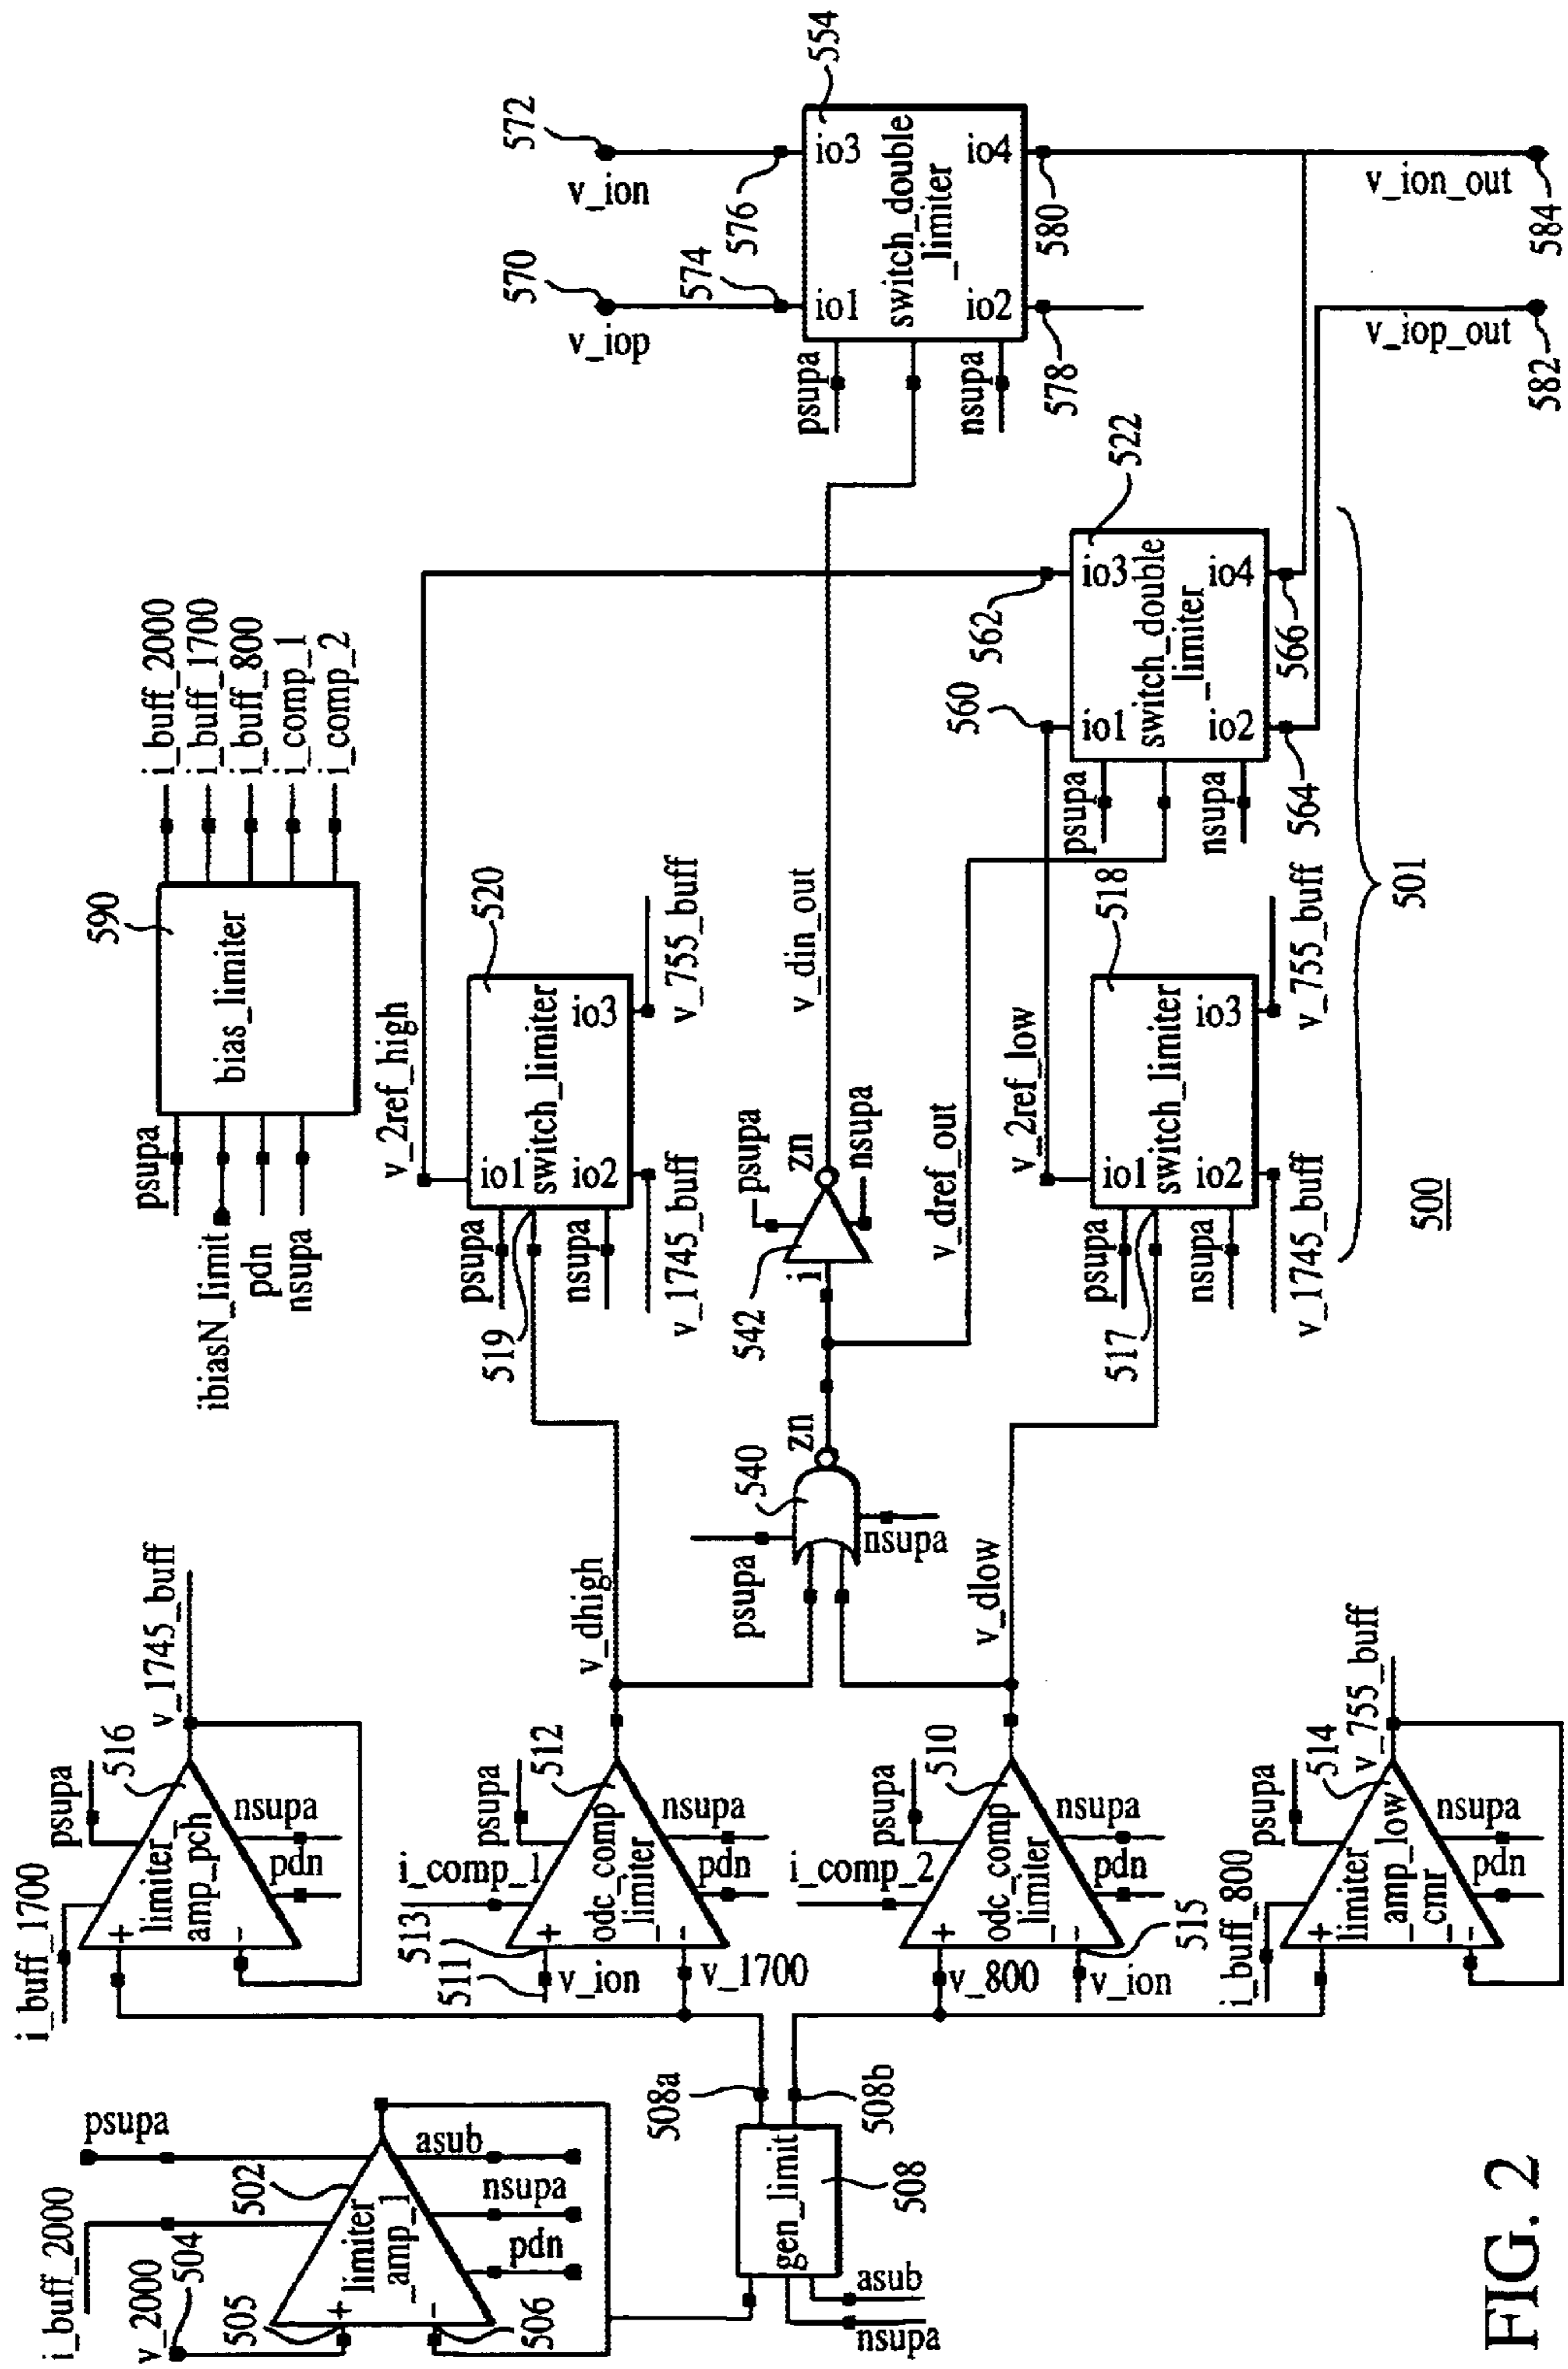 i_buff_2000
v_2000
504
505
506
502
limiter
_amp_1
+
-
psupa
asub
nsupa
pdn
gen_limit
508
508a
508b
asub
nsupa
i_buff_1700
psupa
516
limiter_
amp_pch
+
-
nsupa
pdn
v_1745_buff
i_comp_1
psupa
512
513
511
odc_comp
_limiter
+
-
v_ion
v_1700
nsupa
pdn
v_dhigh
i_comp_2
psupa
510
odc_comp
_limiter
+
-
v_800
v_ion
515
nsupa
pdn
v_dlow
i_buff_800
psupa
514
limiter
_amp_low_
cmr
+
-
nsupa
pdn
v_755_buff
psupa
540
nsupa
zn
542
i
psupa
zn
nsupa
v_din_out
v_dref_out
590
bias_limiter
psupa
ibiasN_limit
pdn
nsupa
i_buff_2000
i_buff_1700
i_buff_800
i_comp_1
i_comp_2
v_2ref_high
520
519
psupa
nsupa
io1
switch_limiter
io2
io3
v_1745_buff
v_755_buff
v_2ref_low
518
517
psupa
nsupa
io1
switch_limiter
io2
io3
v_1745_buff
v_755_buff
560
562
522
io1
io3
switch_double
_limiter
io2
io4
psupa
nsupa
564
566
501
500
570
572
v_iop
v_ion
574
576
554
io1
io3
switch_double
_limiter
io2
io4
psupa
nsupa
578
580
v_iop_out
v_ion_out
582
584
FIG. 2